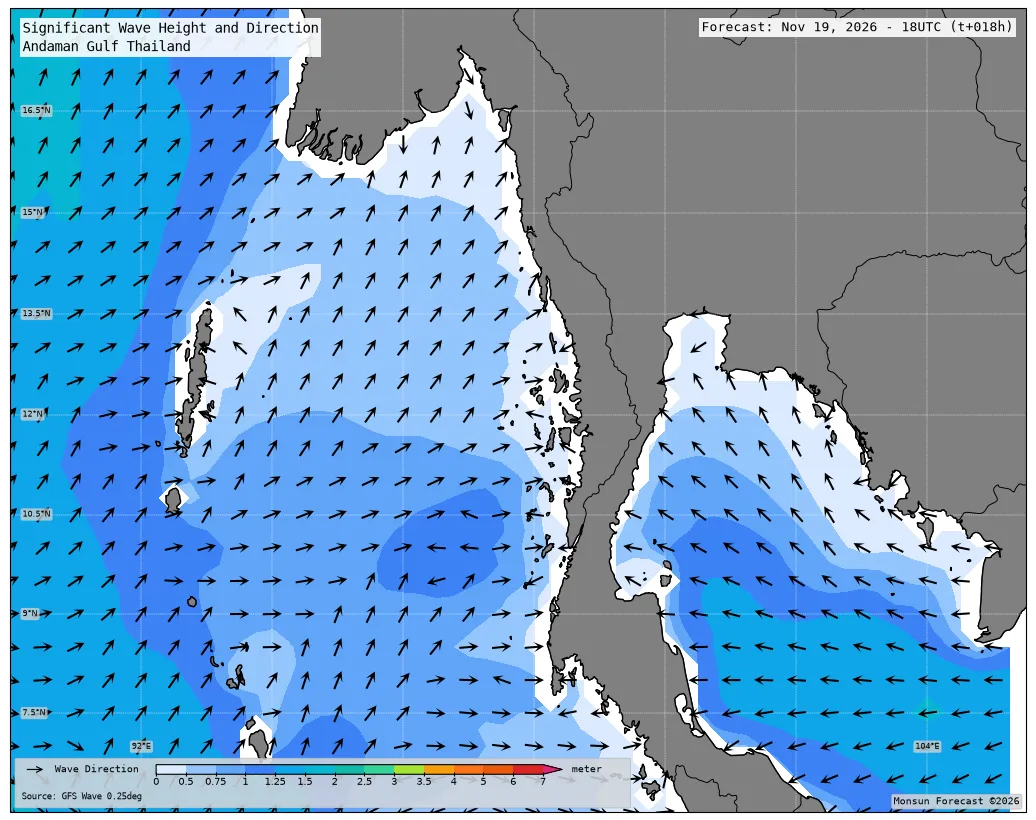 Significant Wave Height and Direction
Andaman Gulf Thailand
Forecast: Nov 19, 2026 - 18UTC (t+018h)
16.5°N
15°N
13.5°N
12°N
10.5°N
9°N
7.5°N
92°E
104°E
Wave Direction
0 0.5 0.75 1 1.25 1.5 2 2.5 3 3.5 4 5 6 7
meter
Source: GFS Wave 0.25deg
Monsun Forecast ©2026